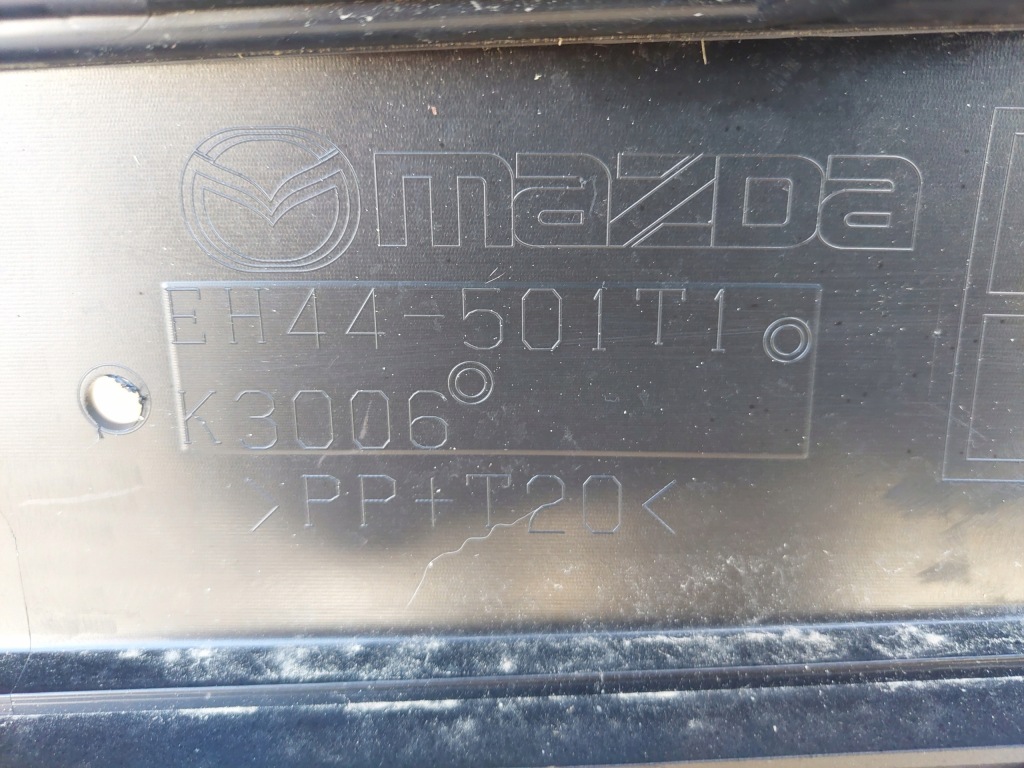 mazda
EH44-501T1
K3006
>PP+T20<